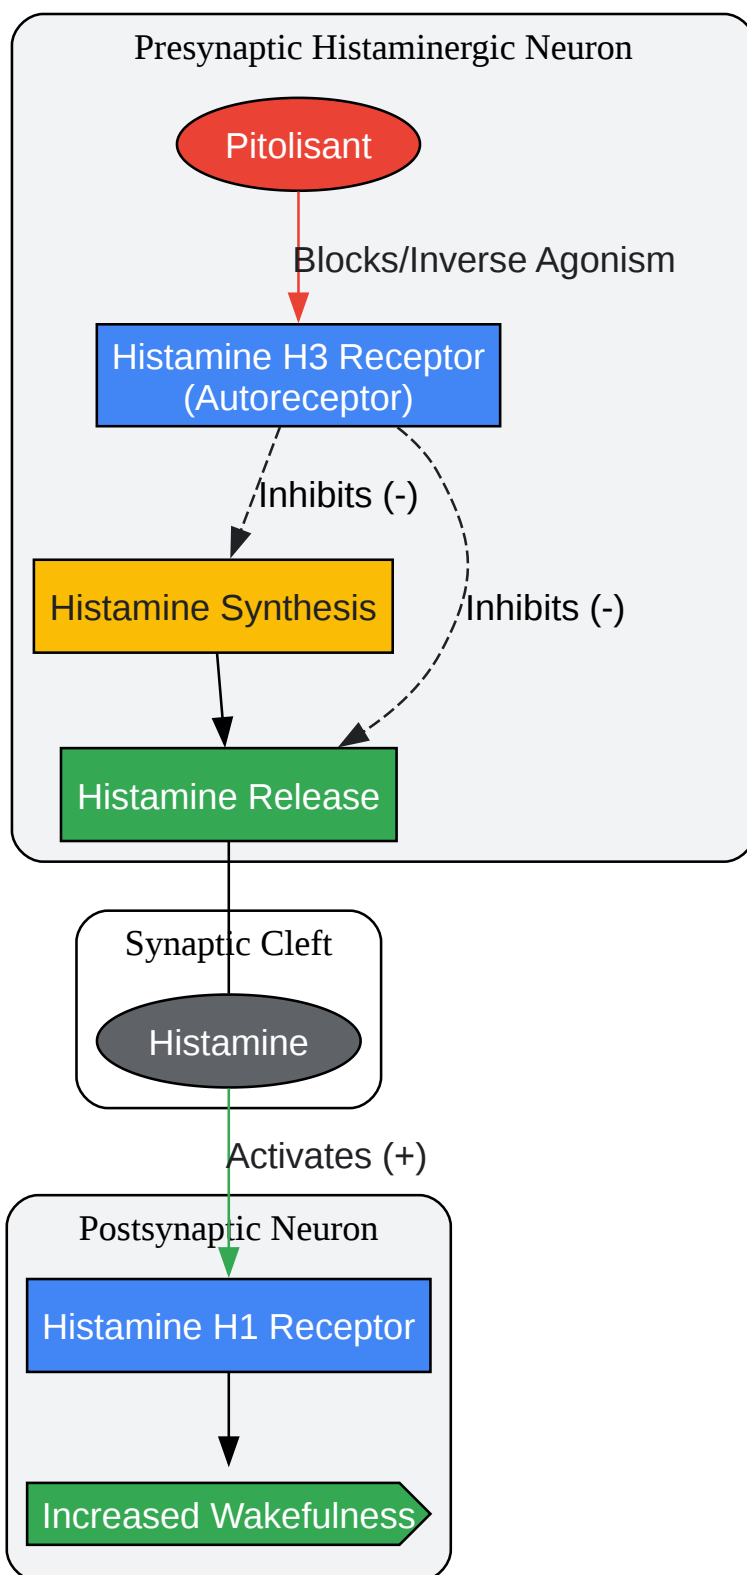 Presynaptic Histaminergic Neuron
Pitolisant
Blocks/Inverse Agonism
Histamine H3 Receptor
(Autoreceptor)
Inhibits (-)
Histamine Synthesis
Inhibits (-)
Histamine Release
Synaptic Cleft
Histamine
Activates (+)
Postsynaptic Neuron
Histamine H1 Receptor
Increased Wakefulness